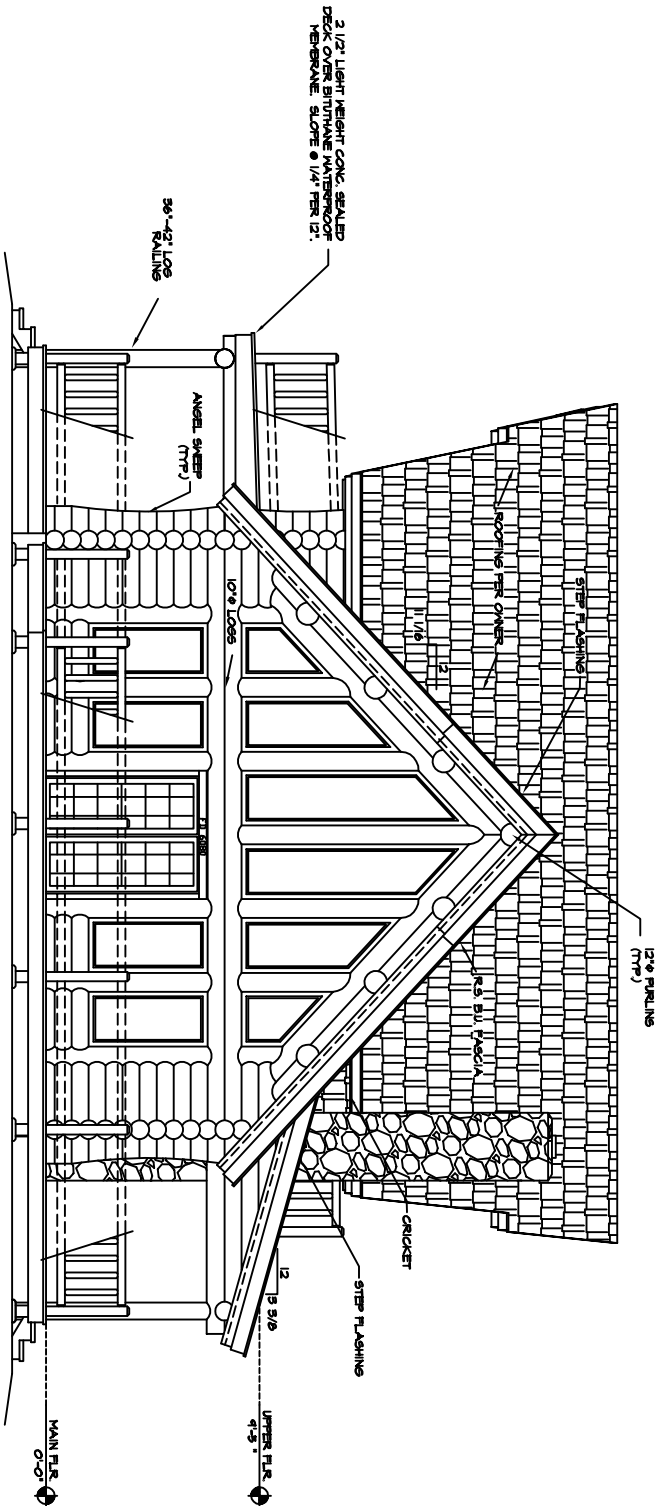 2 1/2" LIGHT WEIGHT CONC. SEALED
DECK OVER BITUTHANE WATERPROOF
MEMBRANE. SLOPE @ 1/4" PER 12".
36"-42" LOG
RAILING
ANGEL SWEEP
(TYP.)
STEP FLASHING
ROOFING PER OWNER
12
11 1/16
10"ϕ LOGS
F.D. 6080
12"ϕ PURLINS
(TYP.)
R.S. B.U. FASCIA
CRICKET
STEP FLASHING
12
3 3/8
UPPER FLR.
9'-5"
MAIN FLR.
0'-0"